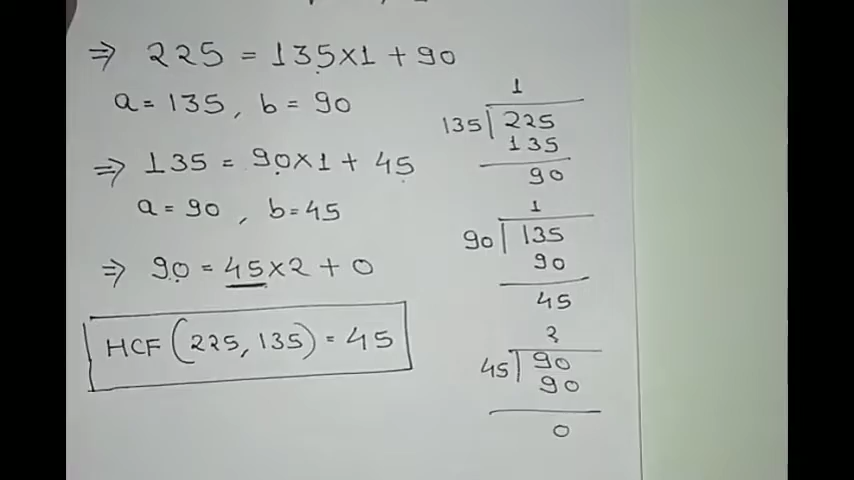 ⇒ 225 = 135×1 + 90
a = 135, b = 90
⇒ 135 = 90×1 + 45
a = 90, b = 45
⇒ 90 = 45×2 + 0
HCF (225, 135) = 45
1
135 225
135
90
1
90 135
90
45
2
45 90
90
0